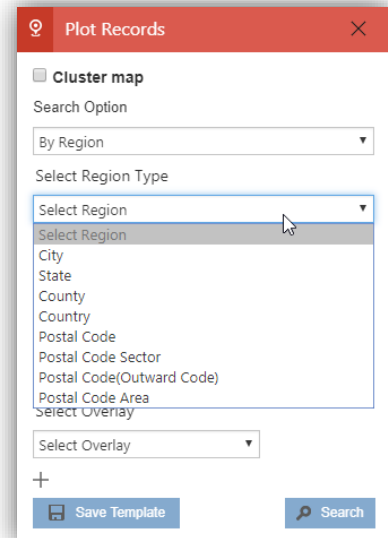 Plot Records
Cluster map
Search Option
By Region
Select Region Type
Select Region
Select Region
City
State
County
Country
Postal Code
Postal Code Sector
Postal Code(Outward Code)
Postal Code Area
Select Overlay
Select Overlay
Save Template Search